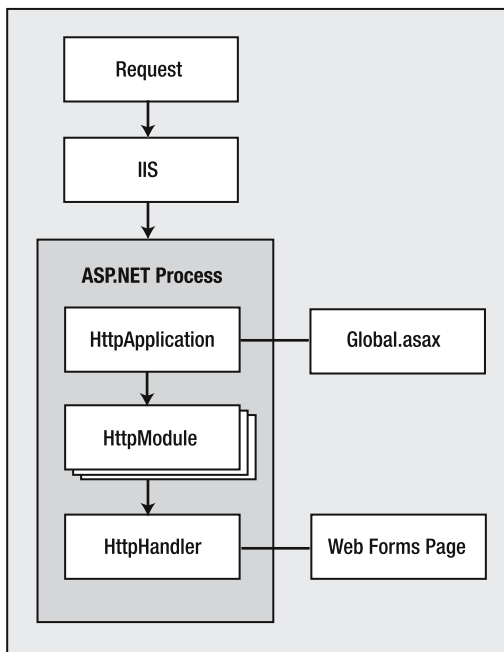 Request
IIS
ASP.NET Process
HttpApplication
Global.asax
HttpModule
HttpHandler
Web Forms Page